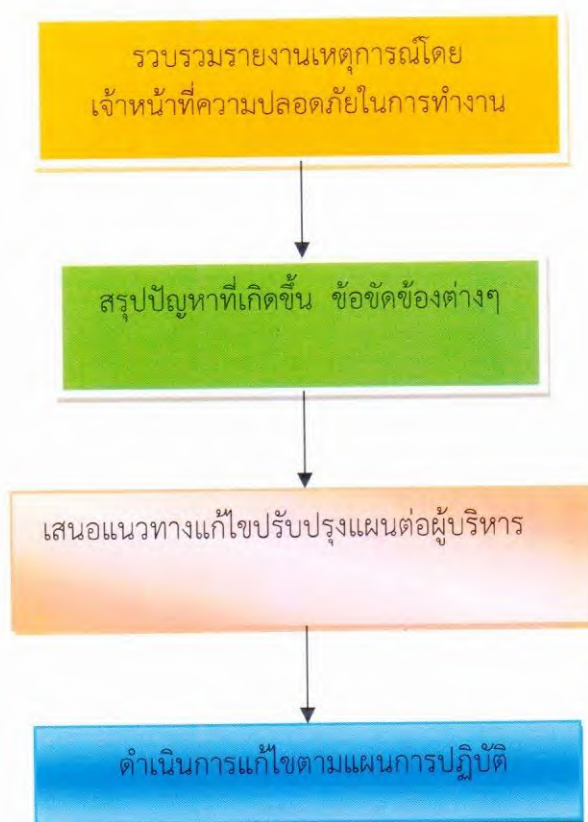 รวบรวมรายงานเหตุการณ์โดย
เจ้าหน้าที่ความปลอดภัยในการทำงาน
สรุปปัญหาที่เกิดขึ้น ข้อขัดข้องต่างๆ
เสนอแนวทางแก้ไขปรับปรุงแผนต่อผู้บริหาร
ดำเนินการแก้ไขตามแผนการปฏิบัติ